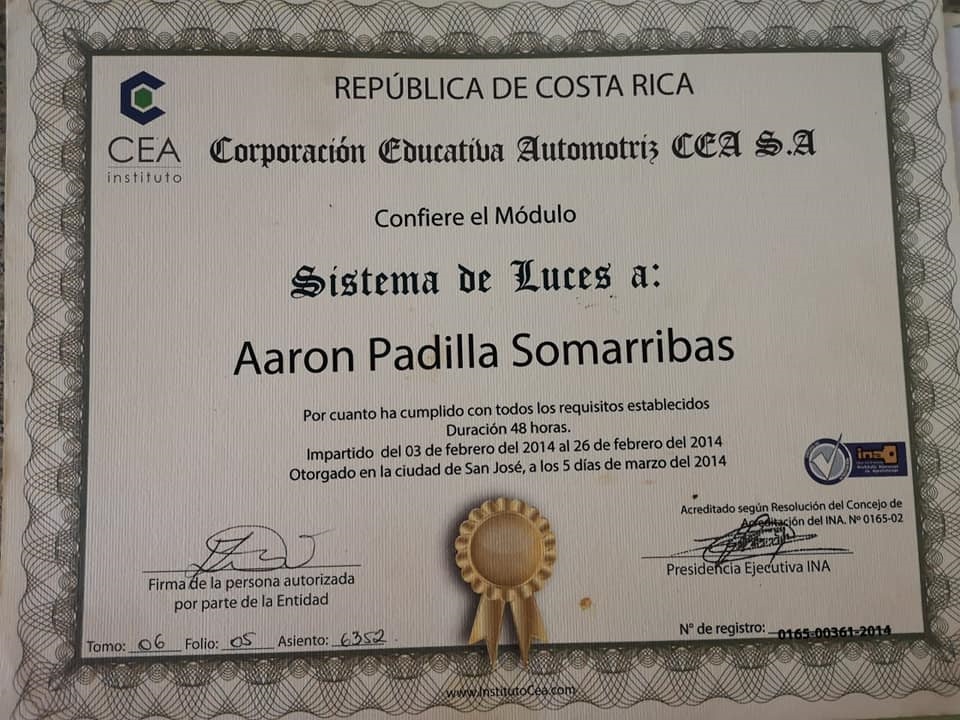 REPÚBLICA DE COSTA RICA
CEA
instituto
Corporación Educativa Automotriz CEA S.A
Confiere el Módulo
Sistema de Luces a:
Aaron Padilla Somarribas
Por cuanto ha cumplido con todos los requisitos establecidos
Duración 48 horas.
Impartido del 03 de febrero del 2014 al 26 de febrero del 2014
Otorgado en la ciudad de San José, a los 5 días de marzo del 2014
ina
Instituto Nacional
de Aprendizaje
Acreditado según Resolución del Concejo de
Acreditación del INA. Nº 0165-02
Firma de la persona autorizada
por parte de la Entidad
Presidencia Ejecutiva INA
Tomo: 06 Folio: 05 Asiento: 6352
N° de registro: 0165-00361-2014
www.InstitutoCea.com